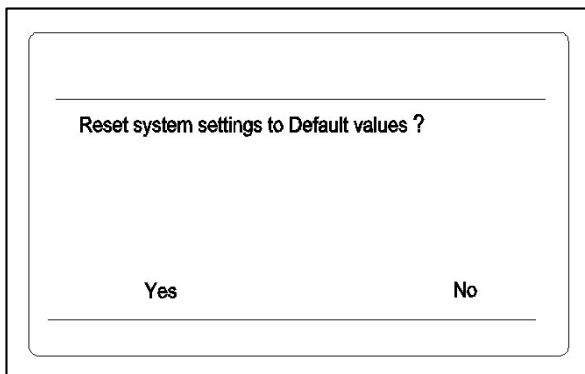 Reset system settings to Default values ?
Yes No